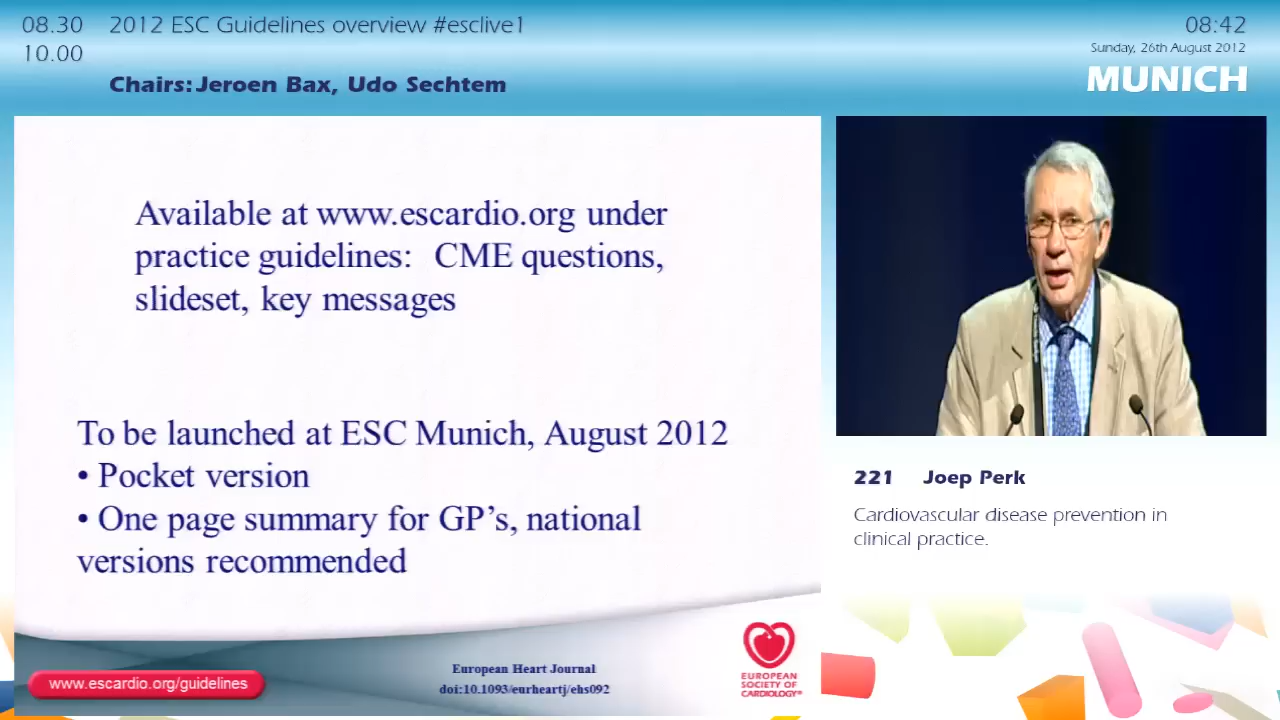 08.30 2012 ESC Guidelines overview #esclive1
10.00
Chairs: Jeroen Bax, Udo Sechtem
08:42
Sunday, 26th August 2012
MUNICH
Available at www.escardio.org under
practice guidelines: CME questions,
slideset, key messages
To be launched at ESC Munich, August 2012
• Pocket version
• One page summary for GP's, national
versions recommended
www.escardio.org/guidelines
European Heart Journal
doi:10.1093/eurheartj/ehs092
EUROPEAN
SOCIETY OF
CARDIOLOGY®
221 Joep Perk
Cardiovascular disease prevention in
clinical practice.